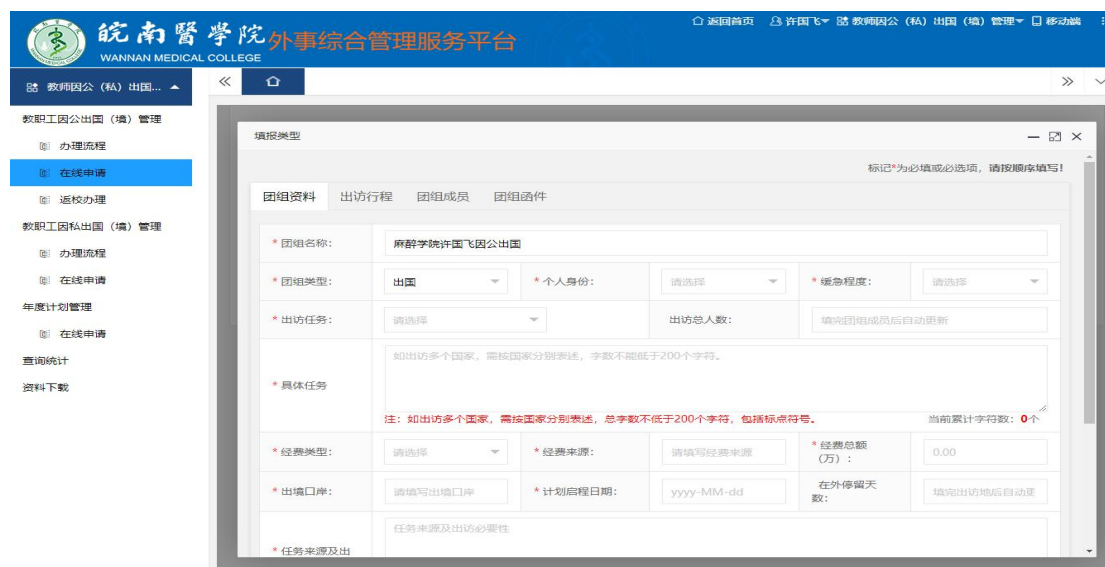 返回首页 许国飞 教师因公（私）出国（境）管理 移动端
皖南醫學院外事综合管理服务平台
WANNAN MEDICAL COLLEGE
教师因公（私）出国...
教职工因公出国（境）管理
办理流程
在线申请
返校办理
教职工因私出国（境）管理
办理流程
在线申请
年度计划管理
在线申请
查询统计
资料下载
填报类型
标记*为必填或必选项，请按顺序填写!
团组资料 出访行程 团组成员 团组函件
* 团组名称： 麻醉学院许国飞因公出国
* 团组类型： 出国 * 个人身份： 请选择 * 缓急程度： 请选择
* 出访任务： 请选择 出访总人数： 填完团组成员后自动更新
* 具体任务 如出访多个国家，需按国家分别表述，字数不能低于200个字符。
注：如出访多个国家，需按国家分别表述，总字数不低于200个字符，包括标点符号。 当前累计字符数：0个
* 经费类型： 请选择 * 经费来源： 请填写经费来源 * 经费总额（万）： 0.00
* 出境口岸： 请填写出境口岸 * 计划启程日期： yyyy-MM-dd 在外停留天数： 填完出访地后自动更
任务来源及出访必要性
* 任务来源及出